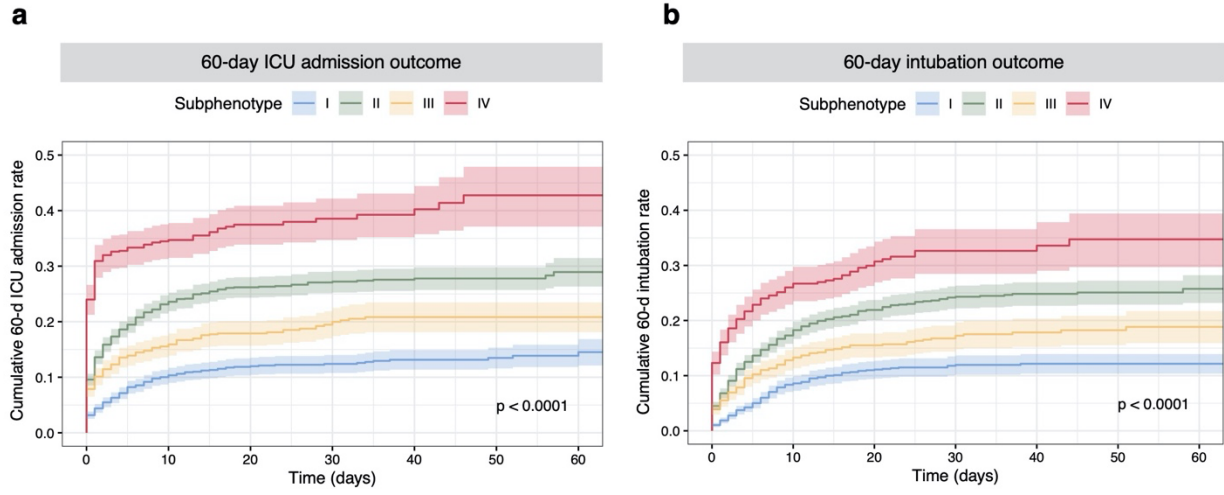 a
60-day ICU admission outcome
Subphenotype I II III IV
Cumulative 60-d ICU admission rate
0.5
0.4
0.3
0.2
0.1
0.0
p < 0.0001
0 10 20 30 40 50 60
Time (days)
b
60-day intubation outcome
Subphenotype I II III IV
Cumulative 60-d intubation rate
0.5
0.4
0.3
0.2
0.1
0.0
p < 0.0001
0 10 20 30 40 50 60
Time (days)